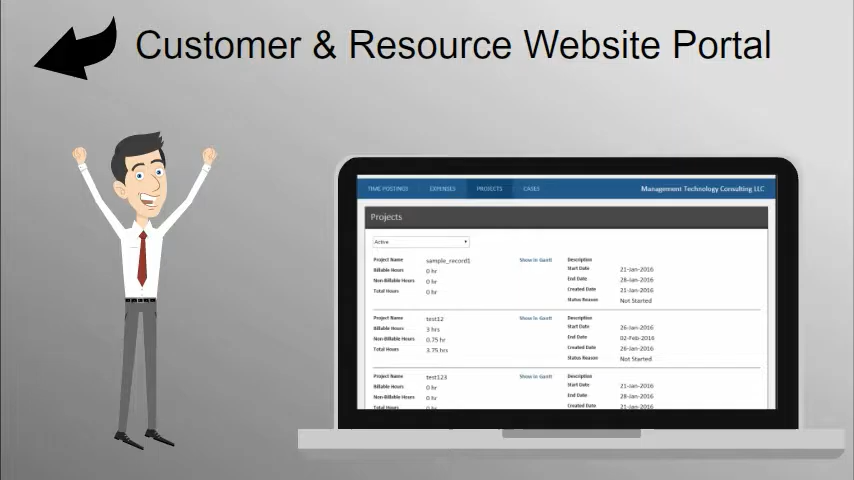 Customer & Resource Website Portal
TIME POSTINGS EXPENSES PROJECTS CASES Management Technology Consulting LLC
Projects
Active
Project Name sample_record1 Show in Gantt Description
Billable Hours 0 hr Start Date 21-Jan-2016
Non-Billable Hours 0 hr End Date 28-Jan-2016
Total Hours 0 hr Created Date 21-Jan-2016
Status Reason Not Started
Project Name test12 Show in Gantt Description
Billable Hours 3 hrs Start Date 26-Jan-2016
Non-Billable Hours 0.75 hr End Date 02-Feb-2016
Total Hours 3.75 hrs Created Date 26-Jan-2016
Status Reason Not Started
Project Name test123 Show in Gantt Description
Billable Hours 0 hr Start Date 21-Jan-2016
Non-Billable Hours 0 hr End Date 28-Jan-2016
Total Hours 0 hr Created Date 21-Jan-2016